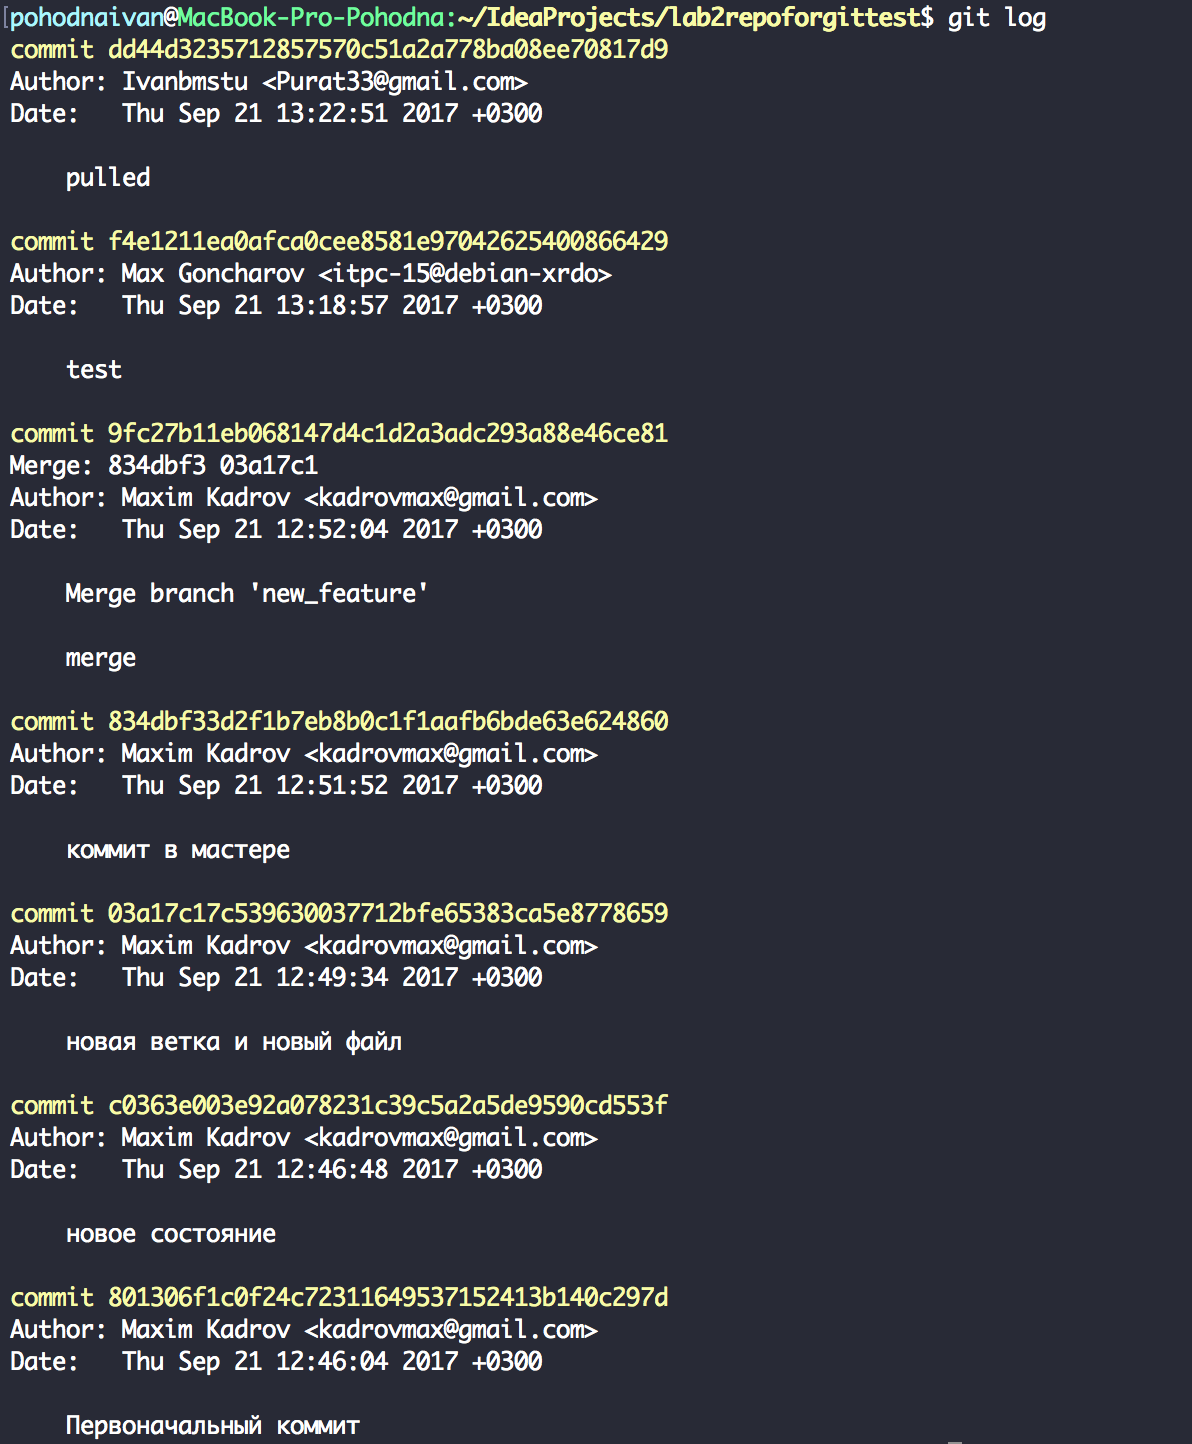 pohodnaivan@MacBook-Pro-Pohodna:~/IdeaProjects/lab2repoforgittest$ git log
commit dd44d3235712857570c51a2a778ba08ee70817d9
Author: Ivanbmstu <Purat33@gmail.com>
Date:   Thu Sep 21 13:22:51 2017 +0300
pulled
commit f4e1211ea0afca0cee8581e97042625400866429
Author: Max Goncharov <itpc-15@debian-xrdo>
Date:   Thu Sep 21 13:18:57 2017 +0300
test
commit 9fc27b11eb068147d4c1d2a3adc293a88e46ce81
Merge: 834dbf3 03a17c1
Author: Maxim Kadrov <kadrovmax@gmail.com>
Date:   Thu Sep 21 12:52:04 2017 +0300
Merge branch 'new_feature'
merge
commit 834dbf33d2f1b7eb8b0c1f1aafb6bde63e624860
Author: Maxim Kadrov <kadrovmax@gmail.com>
Date:   Thu Sep 21 12:51:52 2017 +0300
коммит в мастере
commit 03a17c17c539630037712bfe65383ca5e8778659
Author: Maxim Kadrov <kadrovmax@gmail.com>
Date:   Thu Sep 21 12:49:34 2017 +0300
новая ветка и новый файл
commit c0363e003e92a078231c39c5a2a5de9590cd553f
Author: Maxim Kadrov <kadrovmax@gmail.com>
Date:   Thu Sep 21 12:46:48 2017 +0300
новое состояние
commit 801306f1c0f24c72311649537152413b140c297d
Author: Maxim Kadrov <kadrovmax@gmail.com>
Date:   Thu Sep 21 12:46:04 2017 +0300
Первоначальный коммит